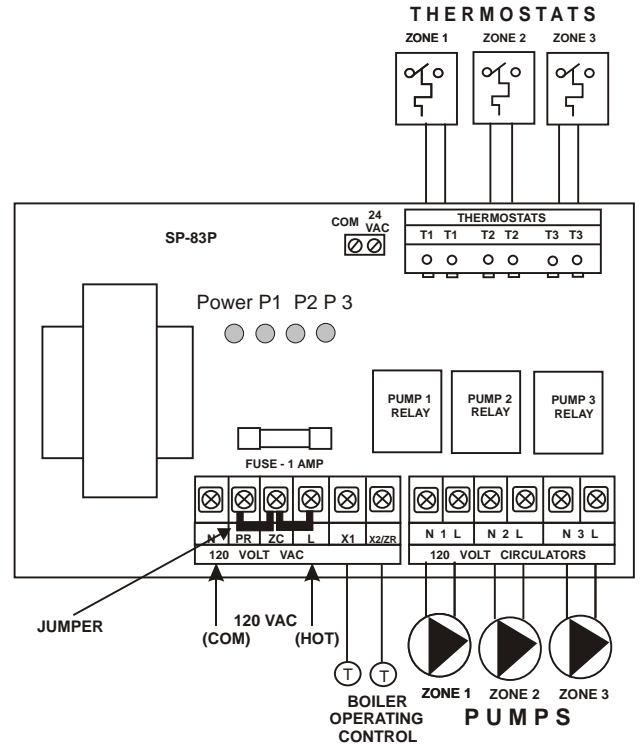 THERMOSTATS
ZONE 1 ZONE 2 ZONE 3
THERMOSTATS
T1 T1 T2 T2 T3 T3
COM 24 VAC
SP-83P
Power P1 P2 P 3
PUMP 1 RELAY
PUMP 2 RELAY
PUMP 3 RELAY
FUSE - 1 AMP
N PR ZC L X1 X2/ZR
120 VOLT VAC
N 1 L N 2 L N 3 L
120 VOLT CIRCULATORS
JUMPER
120 VAC
(COM) (HOT)
T T
BOILER
OPERATING
CONTROL
ZONE 1 ZONE 2 ZONE 3
PUMPS